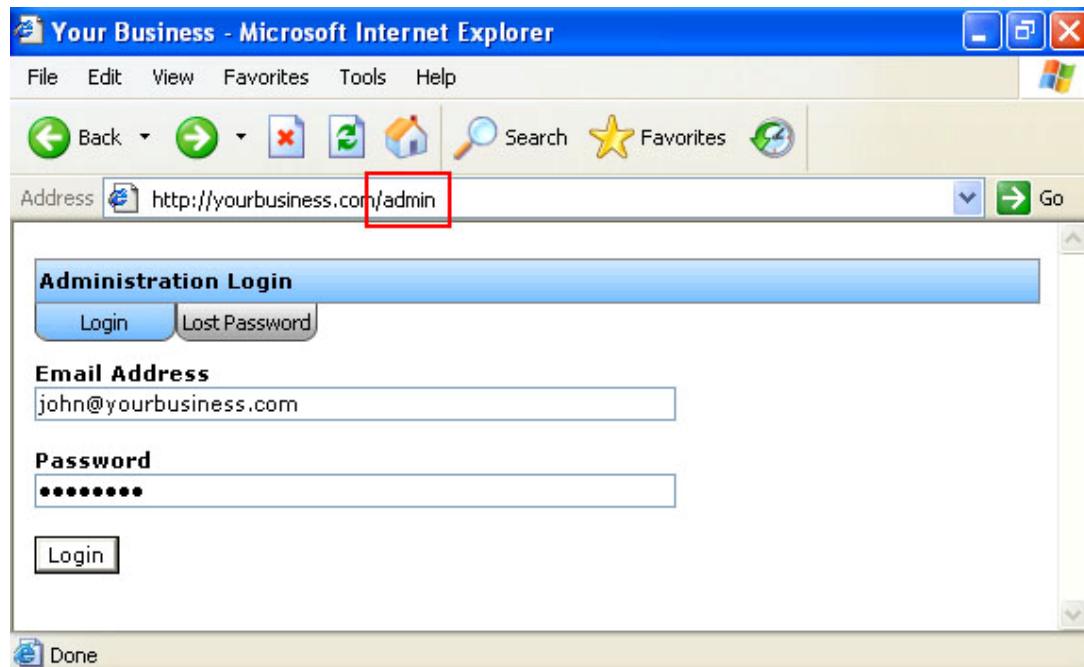 Your Business - Microsoft Internet Explorer
File Edit View Favorites Tools Help
Back Search Favorites
Address http://yourbusiness.com/admin Go
Administration Login
Login Lost Password
Email Address
john@yourbusiness.com
Password
••••••••
Login
Done